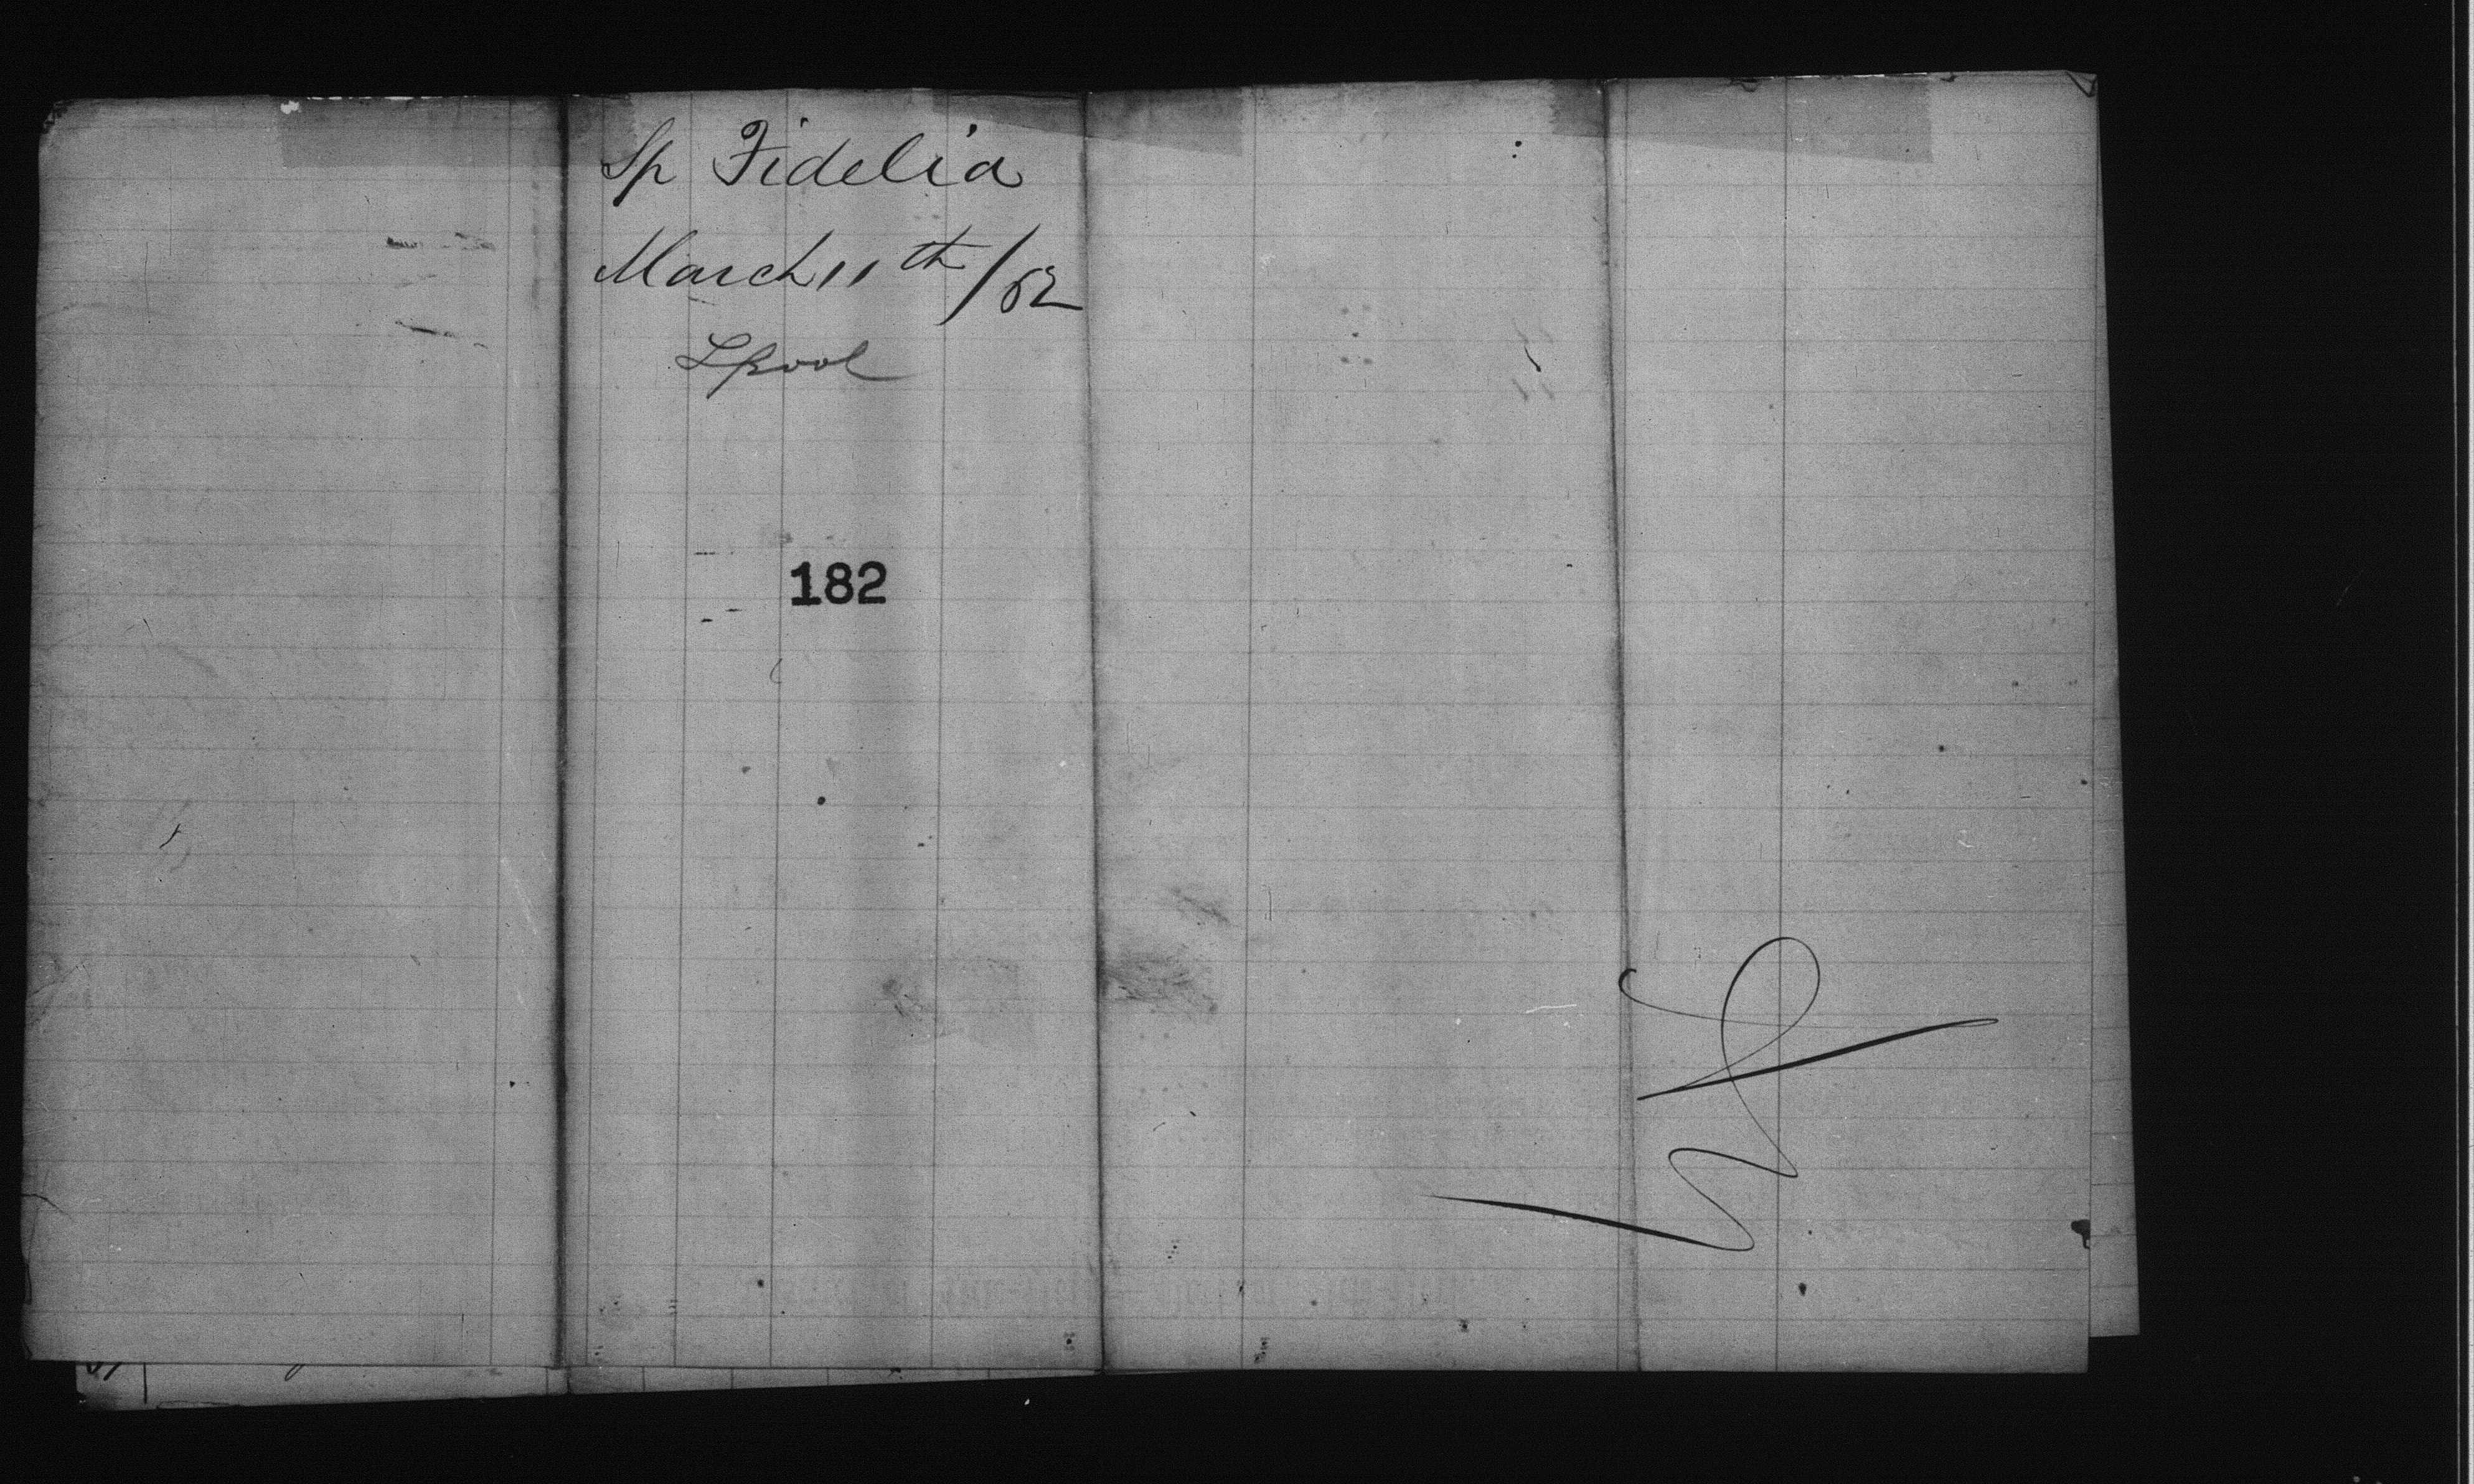 Sp Fidelia
March 11th/62
Lpool
182